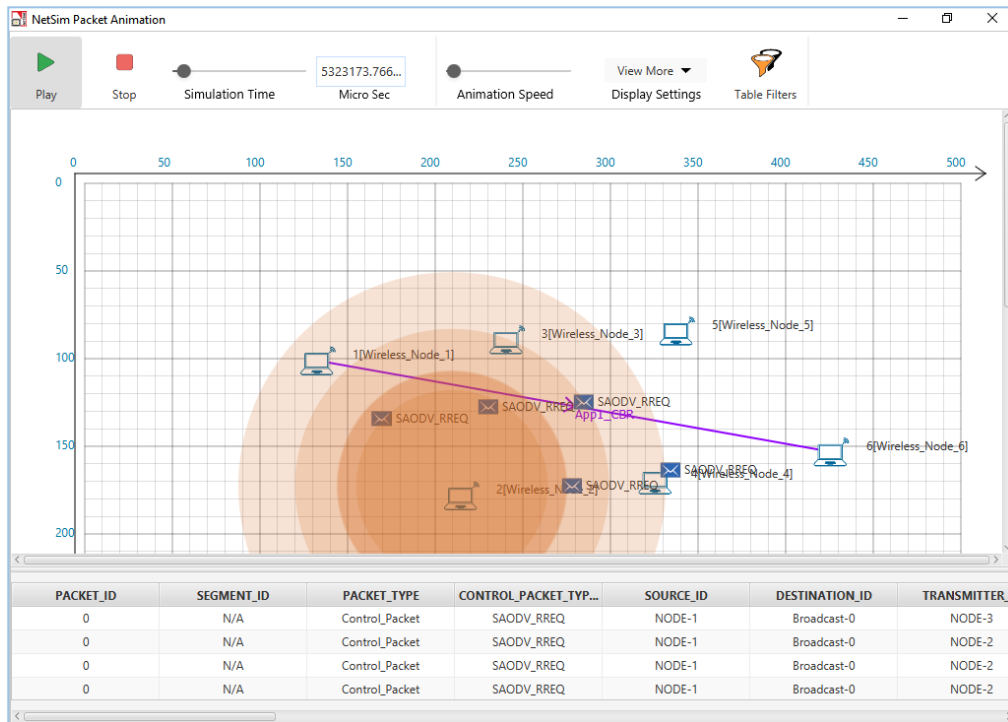 NetSim Packet Animation
Play
Stop
Simulation Time
5323173.766...
Micro Sec
Animation Speed
View More
Display Settings
Table Filters
0 50 100 150 200 250 300 350 400 450 500
0
50
100
150
200
5[Wireless_Node_5]
3[Wireless_Node_3]
1[Wireless_Node_1]
SAODV_RREQ
SAODV_RREQ
App1_CBR
SAODV_RREQ
6[Wireless_Node_6]
SAODV_RREQ
4[Wireless_Node_4]
SAODV_RREQ
2[Wireless_Node_2]
PACKET_ID SEGMENT_ID PACKET_TYPE CONTROL_PACKET_TYP... SOURCE_ID DESTINATION_ID TRANSMITTER_
0 N/A Control_Packet SAODV_RREQ NODE-1 Broadcast-0 NODE-3
0 N/A Control_Packet SAODV_RREQ NODE-1 Broadcast-0 NODE-2
0 N/A Control_Packet SAODV_RREQ NODE-1 Broadcast-0 NODE-2
0 N/A Control_Packet SAODV_RREQ NODE-1 Broadcast-0 NODE-2